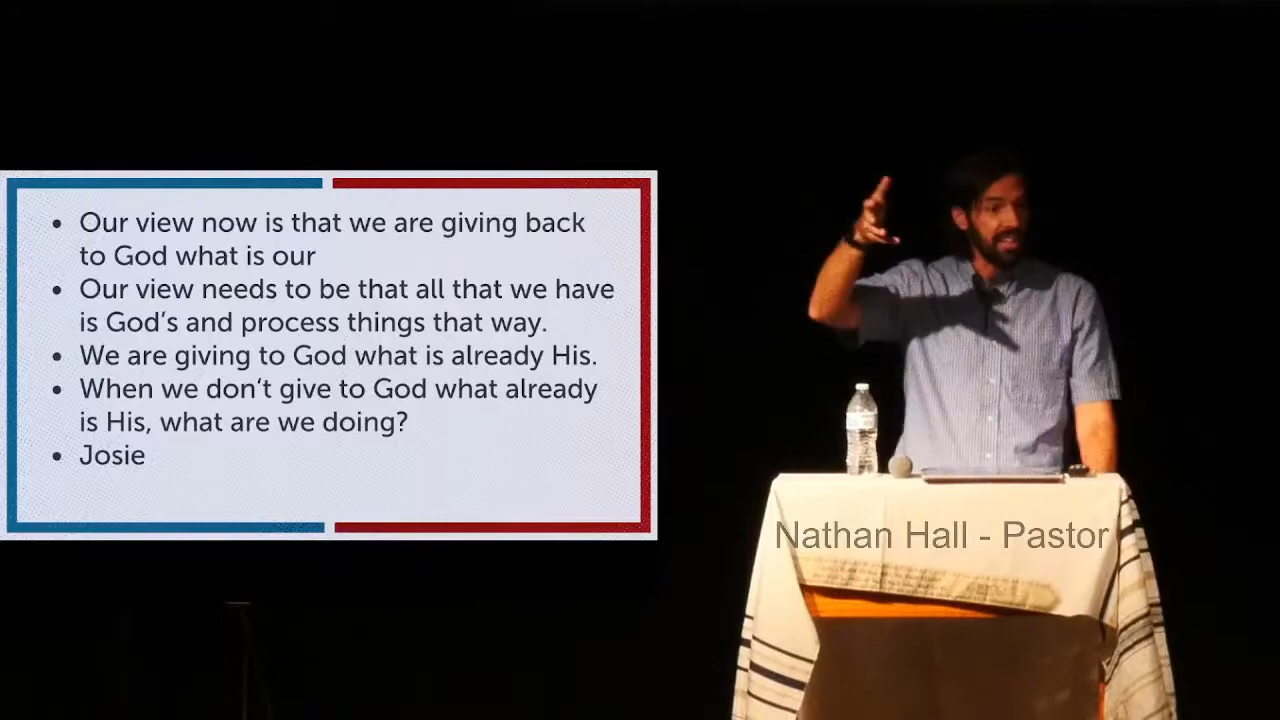 • Our view now is that we are giving back
to God what is our
• Our view needs to be that all that we have
is God's and process things that way.
• We are giving to God what is already His.
• When we don't give to God what already
is His, what are we doing?
• Josie
Nathan Hall - Pastor